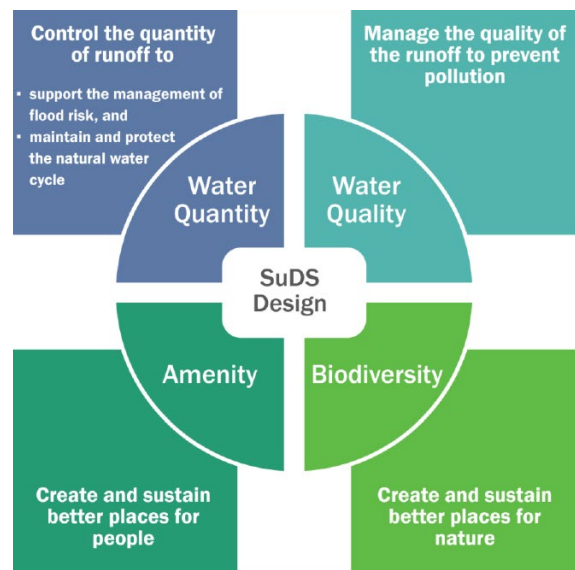 Control the quantity
of runoff to
▪ support the management of
flood risk, and
▪ maintain and protect
the natural water
cycle
Manage the quality of
the runoff to prevent
pollution
Water
Quantity
Water
Quality
SuDS
Design
Amenity
Biodiversity
Create and sustain
better places for
people
Create and sustain
better places for
nature